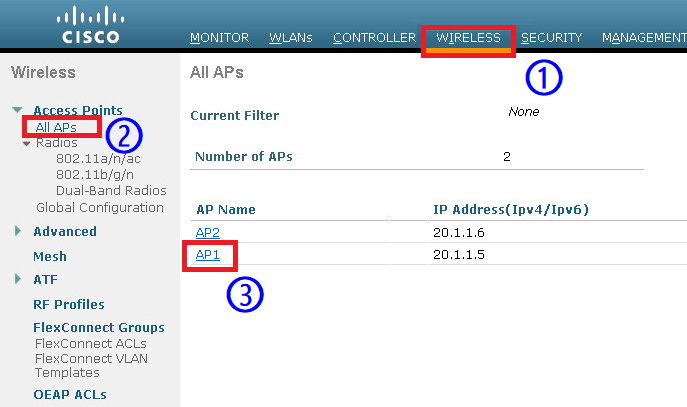 CISCO
MONITOR WLANs CONTROLLER WIRELESS SECURITY MANAGEMENT
1
Wireless
Access Points
All APs
2
Radios
802.11a/n/ac
802.11b/g/n
Dual-Band Radios
Global Configuration
Advanced
Mesh
ATF
RF Profiles
FlexConnect Groups
FlexConnect ACLs
FlexConnect VLAN
Templates
OEAP ACLs
All APs
Current Filter None
Number of APs 2
AP Name IP Address(Ipv4/Ipv6)
AP2 20.1.1.6
AP1 20.1.1.5
3